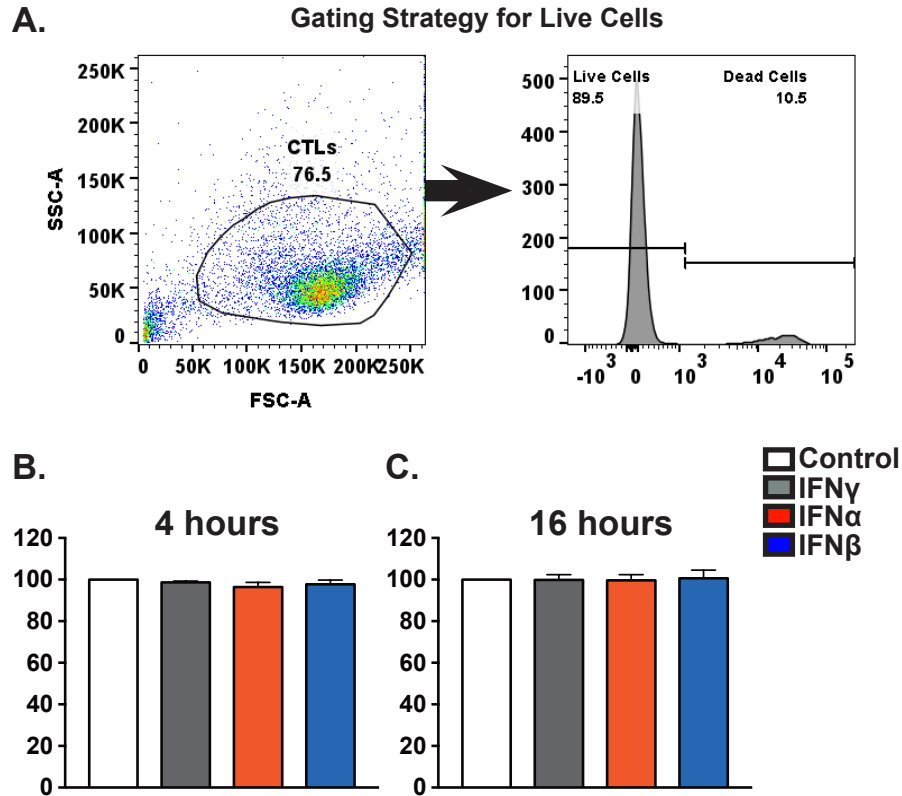 A.
Gating Strategy for Live Cells
250K
200K
150K
100K
50K
0
SSC-A
CTLs
76.5
0 50K 100K 150K 200K 250K
FSC-A
500
400
300
200
100
0
Live Cells
89.5
Dead Cells
10.5
-10 3 0 10 3 10 4 10 5
B.
4 hours
120
100
80
60
40
20
0
C.
16 hours
120
100
80
60
40
20
0
Control
IFNγ
IFNα
IFNβ